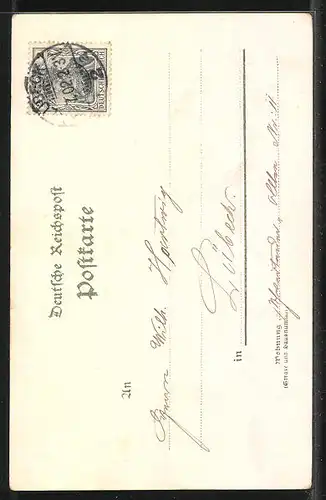 Deutsche Reichspost
Postkarte
An
Herrn Wilh. Hartwig
in Lübeck.
Wohnung
(Straße und Hausnummer)